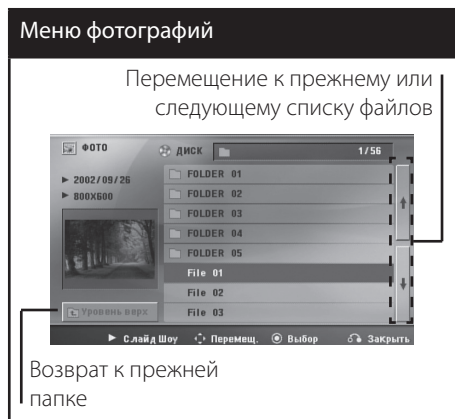 Меню фотографий
Перемещение к прежнему или
следующему списку файлов
ФОТО
ДИСК
1/56
2002/09/26
800X600
FOLDER 01
FOLDER 02
FOLDER 03
FOLDER 04
FOLDER 05
File 01
File 02
File 03
Уровень верх
Слайд Шоу
Перемещ.
Выбор
Закрыть
Возврат к прежней
папке